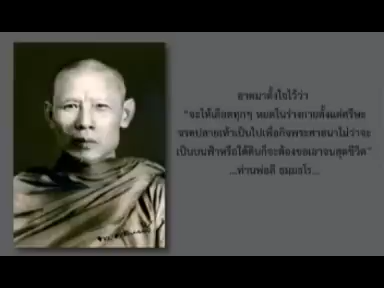 อาตมาตั้งใจไว้ว่า
“จะให้เลือดทุกๆ หยดในร่างกายตั้งแต่ศรีษะ
จรดปลายเท้าเป็นไปเพื่อกิจพระศาสนาไม่ว่าจะ
เป็นบนฟ้าหรือใต้ดินก็จะต้องขอเอาจนสุดชีวิต”
...ท่านพ่อลี ธมฺมธโร...